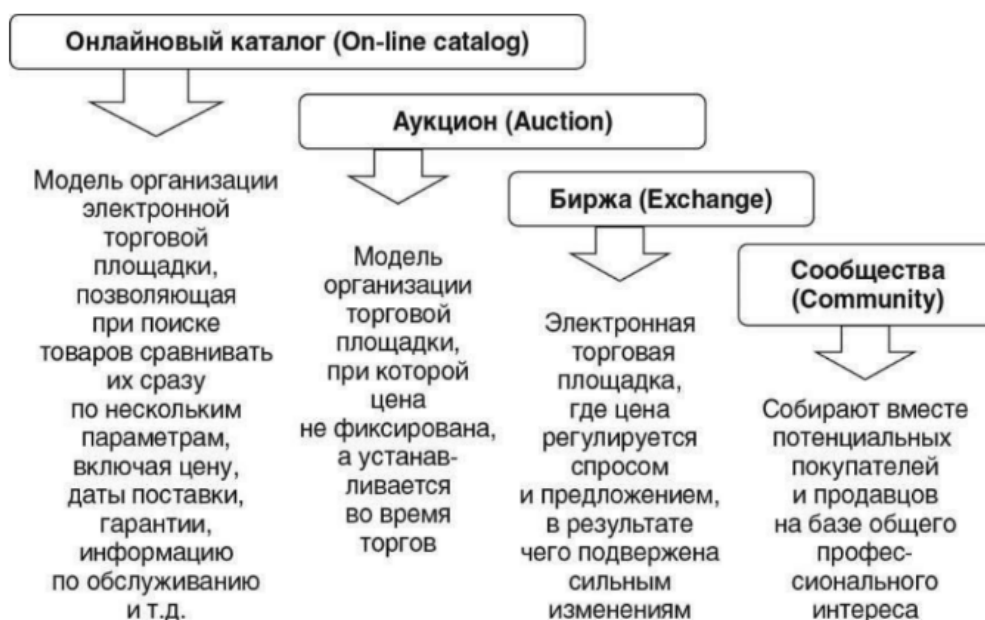 Онлайновый каталог (On-line catalog)
Модель организации
электронной
торговой
площадки,
позволяющая
при поиске
товаров сравнивать
их сразу
по нескольким
параметрам,
включая цену,
даты поставки,
гарантии,
информацию
по обслуживанию
и т.д.
Аукцион (Auction)
Модель
организации
торговой
площадки,
при которой
цена
не фиксирована,
а устанав-
ливается
во время
торгов
Биржа (Exchange)
Электронная
торговая
площадка,
где цена
регулируется
спросом
и предложением,
в результате
чего подвержена
сильным
изменениям
Сообщества
(Community)
Собирают вместе
потенциальных
покупателей
и продавцов
на базе общего
профес-
сионального
интереса